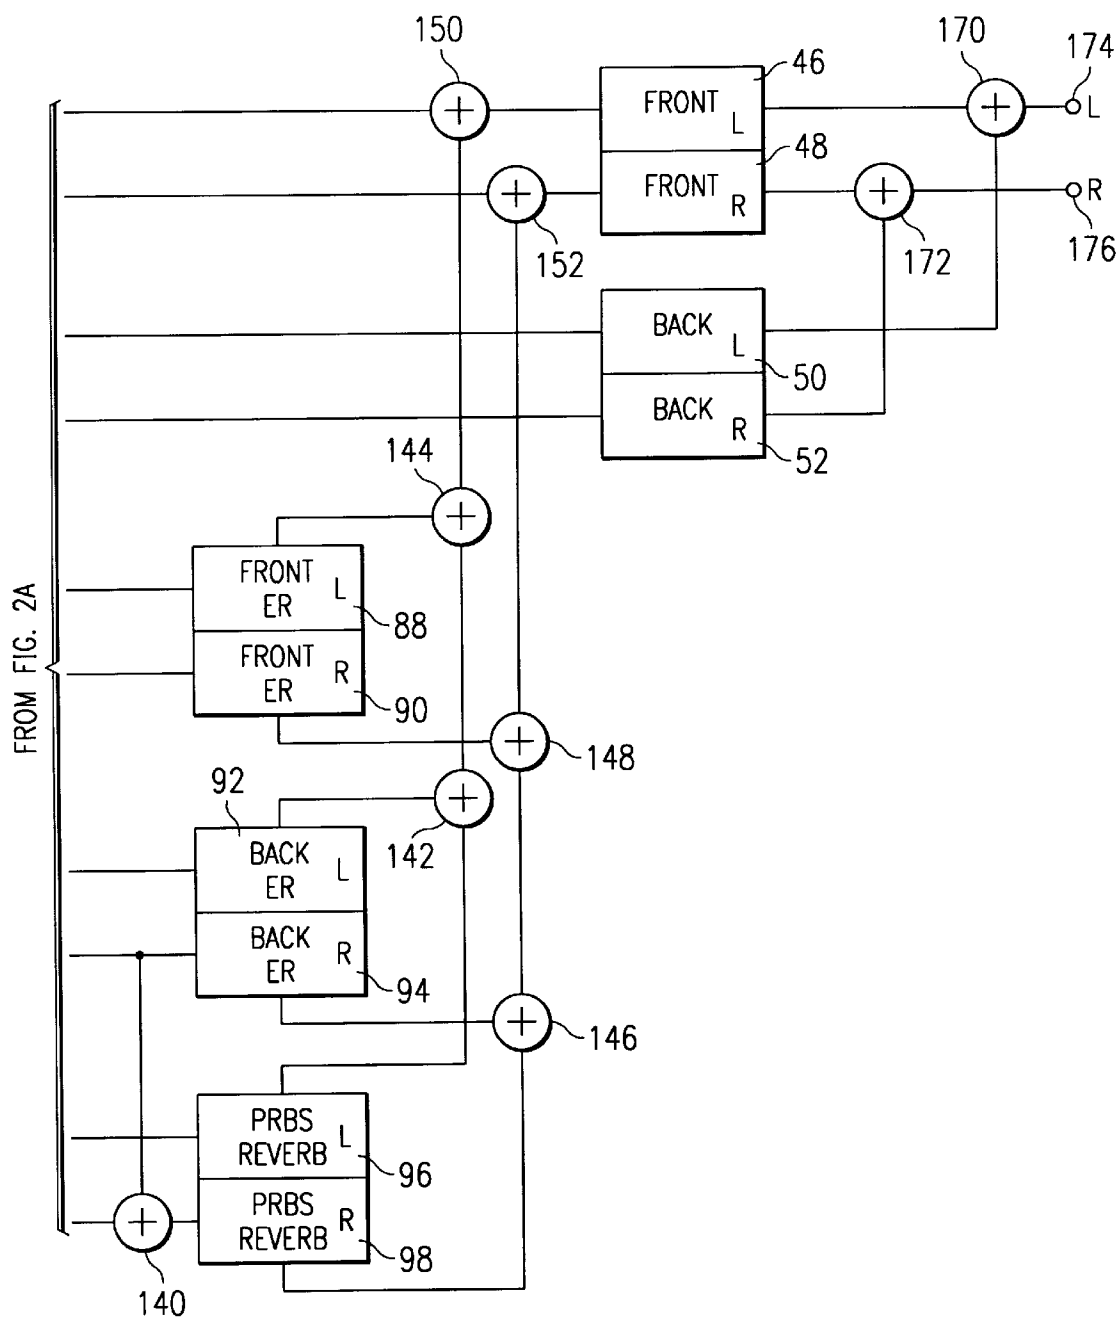 150
170
174
46
FRONT
L
L
48
FRONT
R
R
152
172
176
BACK
L
50
BACK
R
52
144
FROM FIG. 2A
FRONT
ER
L
88
FRONT
ER
R
90
148
92
142
BACK
ER
L
BACK
ER
R
94
146
PRBS
REVERB
L
96
PRBS
REVERB
R
98
140